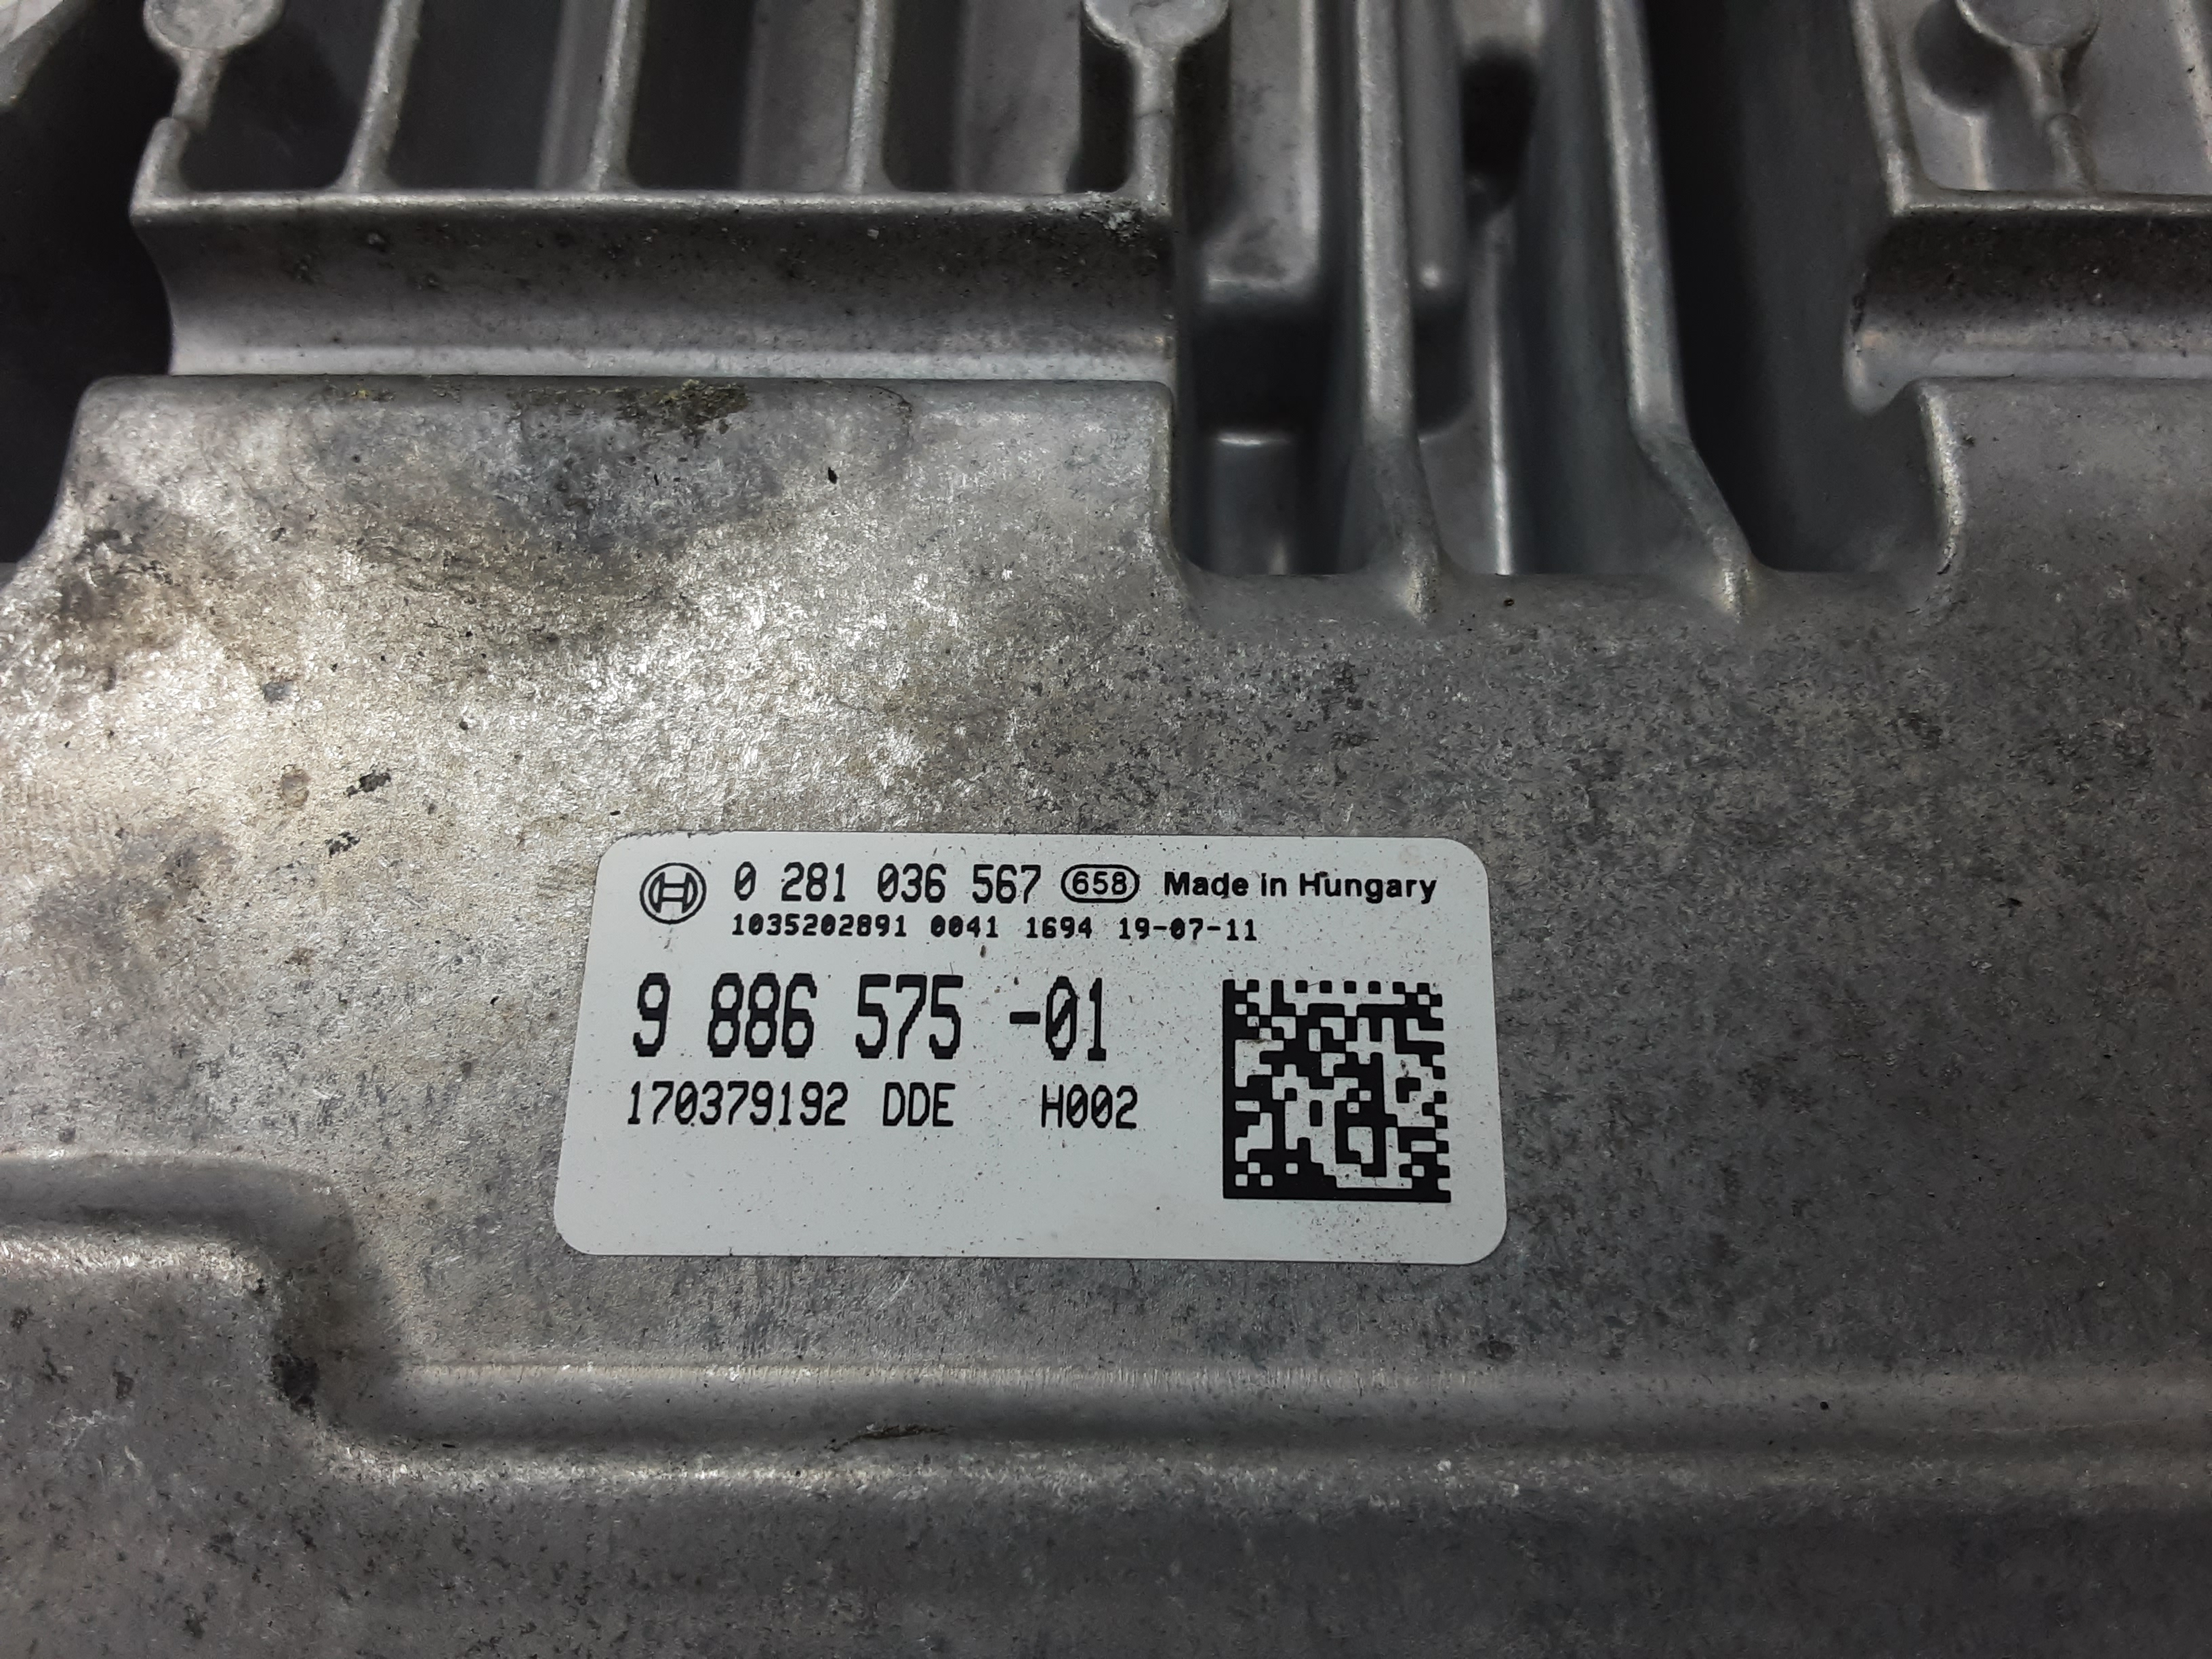 0 281 036 567 658 Made in Hungary
1035202891 0041 1694 19-07-11
9 886 575 -01
170379192 DDE H002